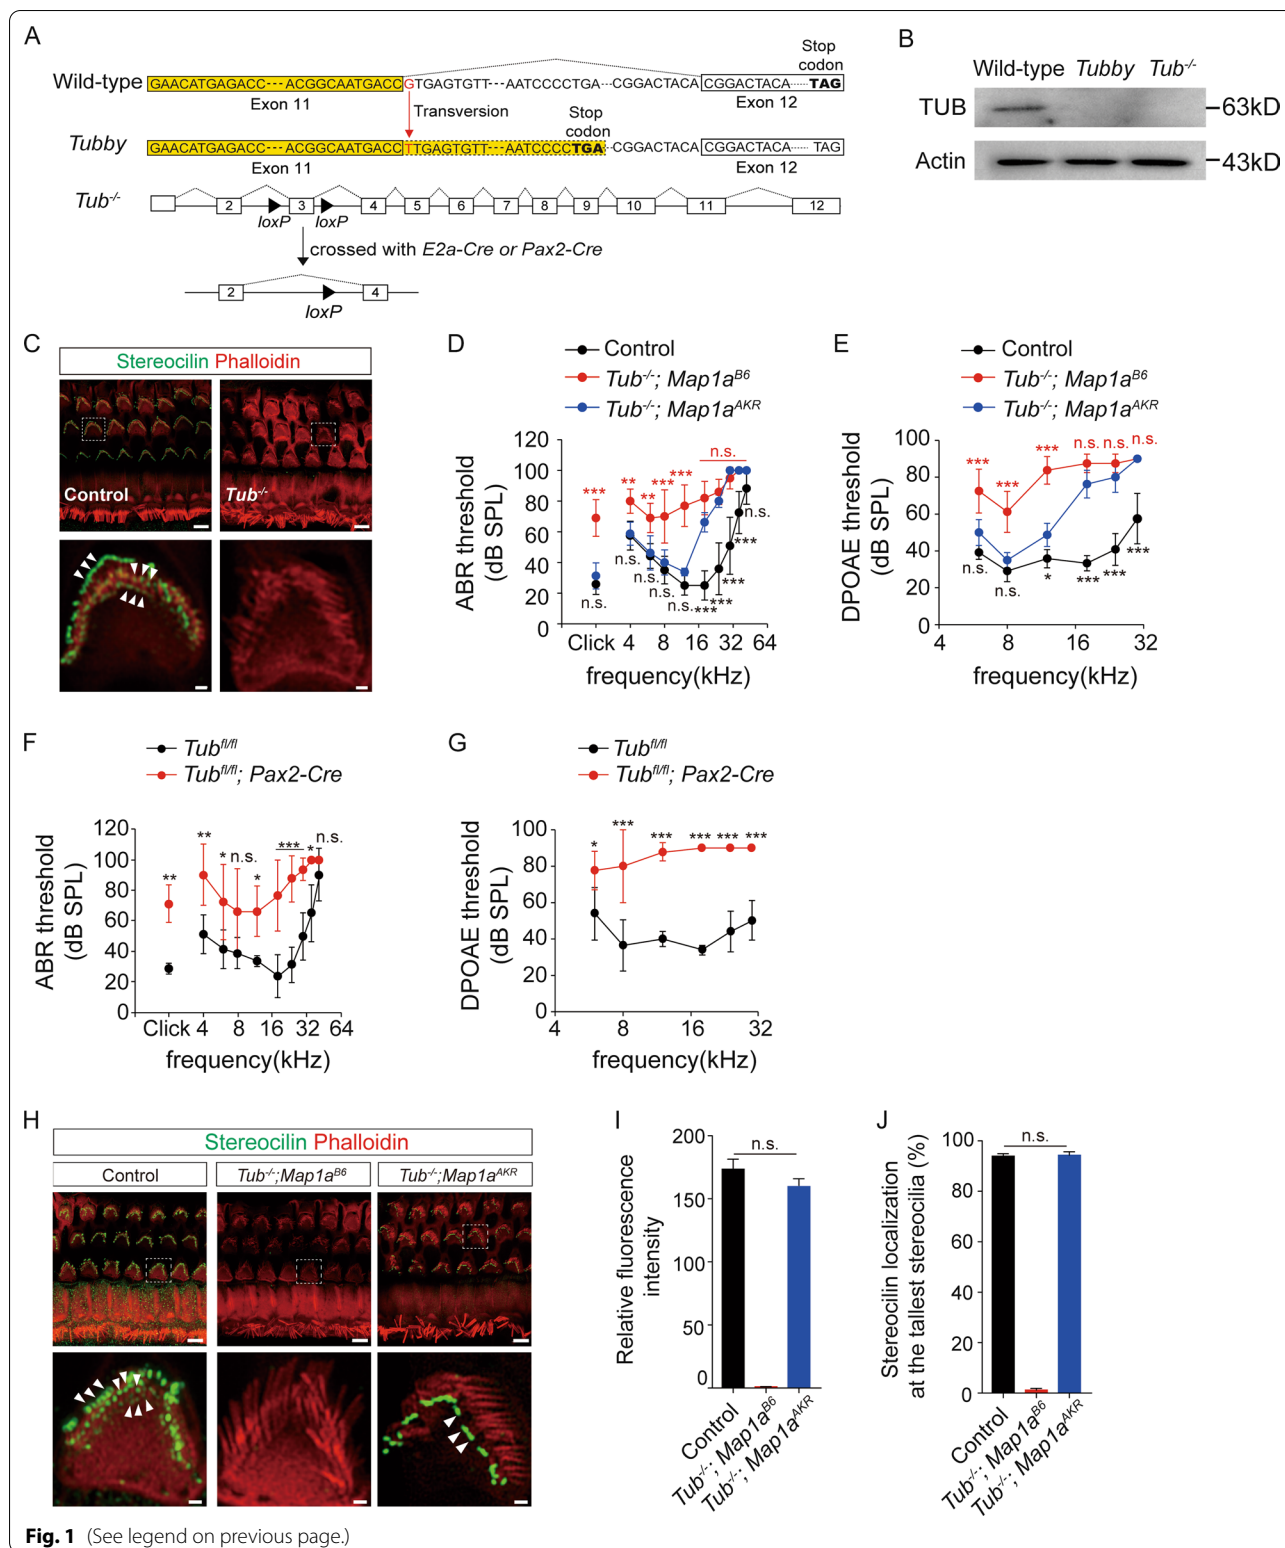 A
Stop
codon
Wild-type GAACATGAGACC---ACGGCAATGACC GTGAGTGTT---AATCCCCTGA---CGGACTACA CGGACTACA------TAG
Exon 11 Exon 12
Transversion
Stop
codon
Tubby GAACATGAGACC---ACGGCAATGACC TTGAGTGTT---AATCCCCTGA---CGGACTACA CGGACTACA---- TAG
Exon 11 Exon 12
Tub-/- 2 3 4 5 6 7 8 9 10 11 12
loxP loxP
crossed with E2a-Cre or Pax2-Cre
2 4
loxP
B
Wild-type Tubby Tub-/-
TUB 63kD
Actin 43kD
C
Stereocilin Phalloidin
Control Tub-/-
D
Control
Tub-/-; Map1aB6
Tub-/-; Map1aAKR
ABR threshold
(dB SPL)
120
100
80
60
40
20
0
*** ** ** *** *** n.s.
n.s. n.s. n.s. n.s. n.s. *** *** *** *** n.s.
Click 4 8 16 32 64
frequency(kHz)
E
Control
Tub-/-; Map1aB6
Tub-/-; Map1aAKR
DPOAE threshold
(dB SPL)
100
80
60
40
20
0
*** *** *** n.s. n.s. n.s.
n.s. n.s. * *** *** ***
4 8 16 32
frequency(kHz)
F
Tubfl/fl
Tubfl/fl; Pax2-Cre
ABR threshold
(dB SPL)
120
100
80
60
40
20
0
** ** * n.s. * *** * n.s.
Click 4 8 16 32 64
frequency(kHz)
G
Tubfl/fl
Tubfl/fl; Pax2-Cre
DPOAE threshold
(dB SPL)
100
80
60
40
20
0
* *** *** *** *** ***
4 8 16 32
frequency(kHz)
H
Stereocilin Phalloidin
Control Tub-/-;Map1aB6 Tub-/-;Map1aAKR
I
Relative fluorescence
intensity
200
150
100
50
0
n.s.
Control
Tub-/-; Map1aB6
Tub-/-; Map1aAKR
J
Stereocilin localization
at the tallest stereocilia (%)
100
80
60
40
20
0
n.s.
Control
Tub-/-; Map1aB6
Tub-/-; Map1aAKR
Fig. 1 (See legend on previous page.)